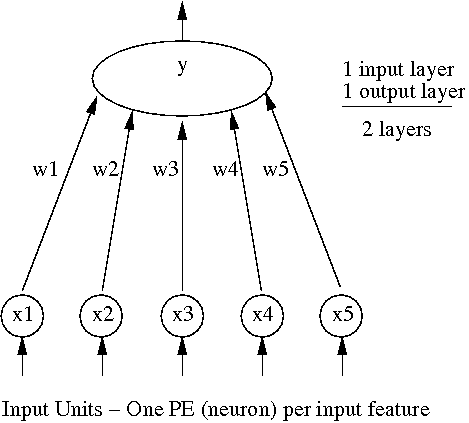 y
1 input layer
1 output layer
2 layers
w1 w2 w3 w4 w5
x1 x2 x3 x4 x5
Input Units − One PE (neuron) per input feature